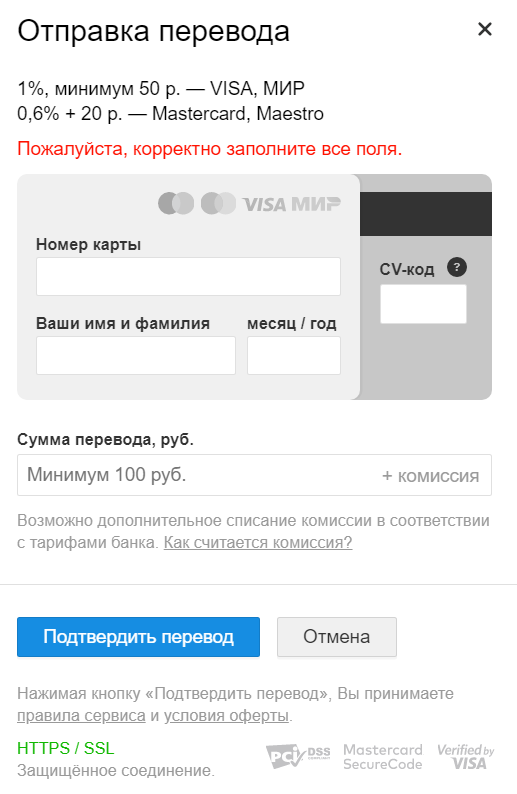 Отправка перевода
1%, минимум 50 р. — VISA, МИР
0,6% + 20 р. — Mastercard, Maestro
Пожалуйста, корректно заполните все поля.
VISA МИР
Номер карты
CV-код ?
Ваши имя и фамилия месяц / год
Сумма перевода, руб.
Минимум 100 руб. + комиссия
Возможно дополнительное списание комиссии в соответствии
с тарифами банка. Как считается комиссия?
Подтвердить перевод Отмена
Нажимая кнопку «Подтвердить перевод», Вы принимаете
правила сервиса и условия оферты.
HTTPS / SSL
Защищённое соединение.
PCI DSS COMPLIANT
Mastercard
SecureCode
Verified by
VISA